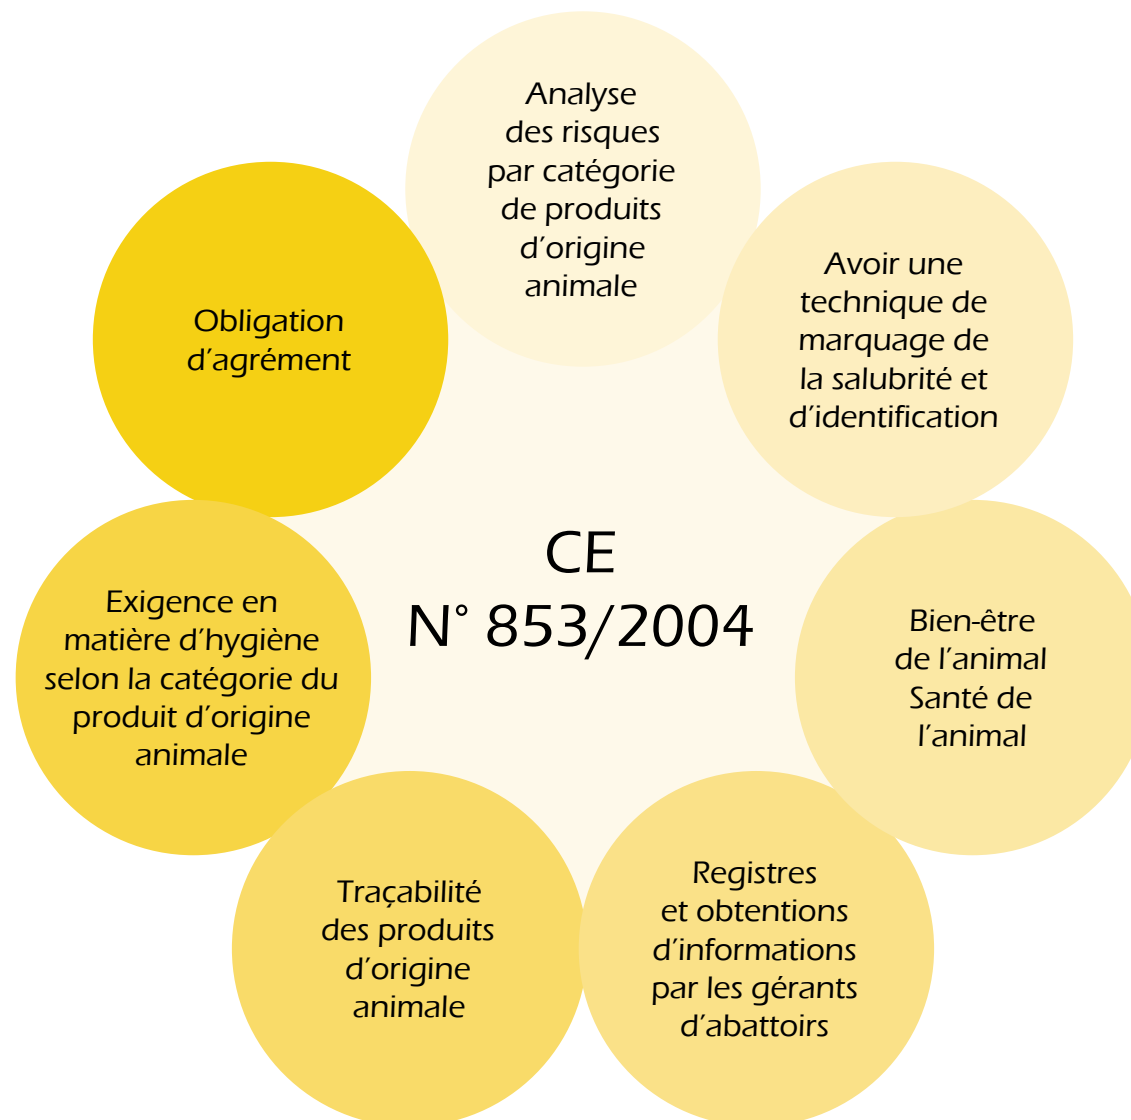 Analyse
des risques
par catégorie
de produits
d’origine
animale
Avoir une
technique de
marquage de
la salubrité et
d’identification
Bien-être
de l’animal
Santé de
l’animal
Registres
et obtentions
d’informations
par les gérants
d’abattoirs
Traçabilité
des produits
d’origine
animale
Exigence en
matière d’hygiène
selon la catégorie du
produit d’origine
animale
Obligation
d’agrément
CE
N° 853/2004